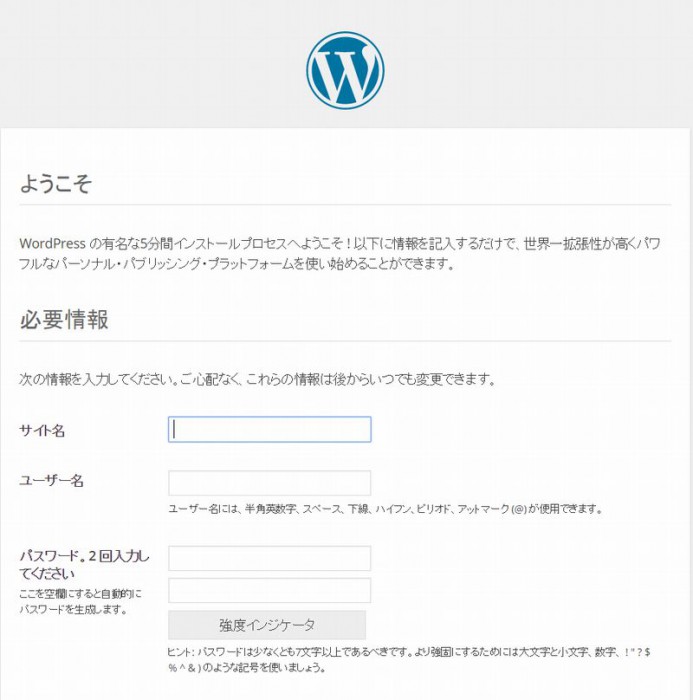 W
ようこそ
WordPress の有名な5分間インストールプロセスへようこそ！以下に情報を記入するだけで、世界一拡張性が高くパワ
フルなパーソナル・パブリッシング・プラットフォームを使い始めることができます。
必要情報
次の情報を入力してください。ご心配なく、これらの情報は後からいつでも変更できます。
サイト名
ユーザー名
ユーザー名には、半角英数字、スペース、下線、ハイフン、ピリオド、アットマーク (@) が使用できます。
パスワード。2 回入力し
てください
ここを空欄にすると自動的に
パスワードを生成します。
強度インジケータ
ヒント: パスワードは少なくとも7文字以上であるべきです。より強固にするためには大文字と小文字、数字、! " ? $
% ^ & ) のような記号を使いましょう。